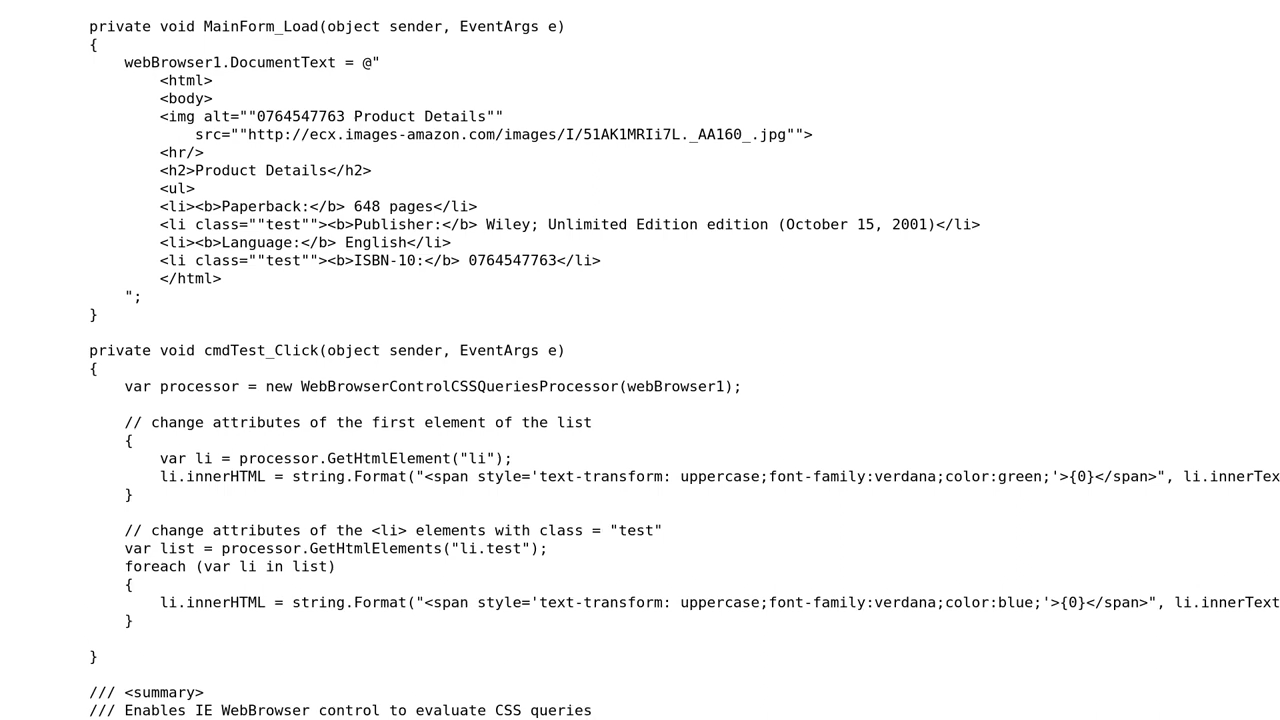 private void MainForm_Load(object sender, EventArgs e)
{
    webBrowser1.DocumentText = @"
        <html>
        <body>
        <img alt=""0764547763 Product Details""
            src=""http://ecx.images-amazon.com/images/I/51AK1MRIi7L._AA160_.jpg"">
        <hr/>
        <h2>Product Details</h2>
        <ul>
        <li><b>Paperback:</b> 648 pages</li>
        <li class=""test""><b>Publisher:</b> Wiley; Unlimited Edition edition (October 15, 2001)</li>
        <li><b>Language:</b> English</li>
        <li class=""test""><b>ISBN-10:</b> 0764547763</li>
        </html>
    ";
}

private void cmdTest_Click(object sender, EventArgs e)
{
    var processor = new WebBrowserControlCSSQueriesProcessor(webBrowser1);

    // change attributes of the first element of the list
    {
        var li = processor.GetHtmlElement("li");
        li.innerHTML = string.Format("<span style='text-transform: uppercase;font-family:verdana;color:green;'>{0}</span>", li.innerTex
    }

    // change attributes of the <li> elements with class = "test"
    var list = processor.GetHtmlElements("li.test");
    foreach (var li in list)
    {
        li.innerHTML = string.Format("<span style='text-transform: uppercase;font-family:verdana;color:blue;'>{0}</span>", li.innerText
    }

}

/// <summary>
/// Enables IE WebBrowser control to evaluate CSS queries